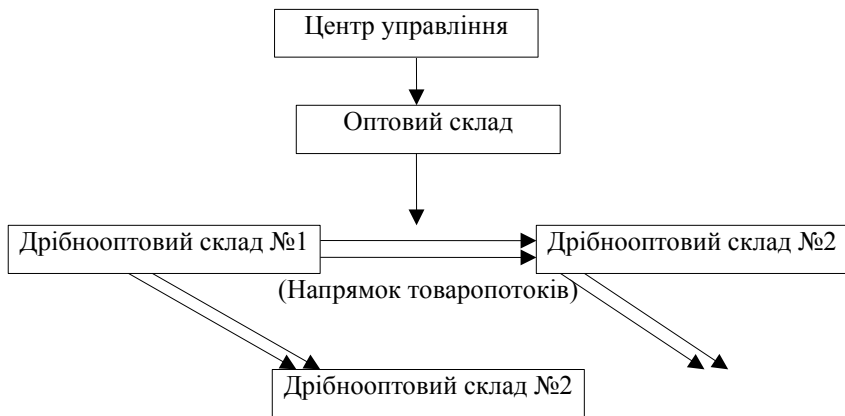 Центр управління
Оптовий склад
Дрібнооптовий склад №1
Дрібнооптовий склад №2
(Напрямок товаропотоків)
Дрібнооптовий склад №2